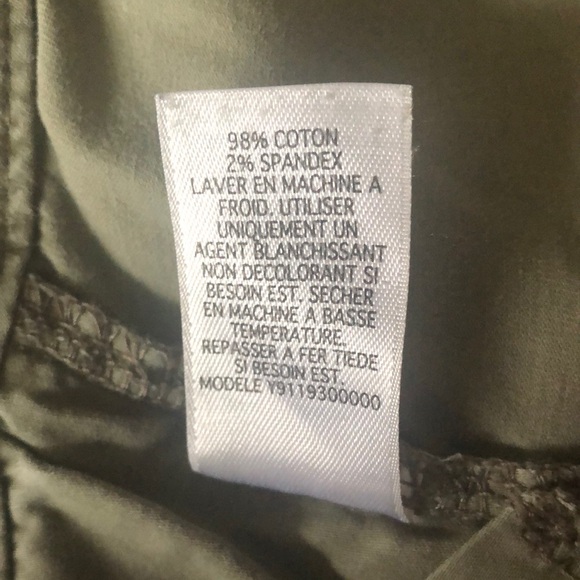 98% COTON
2% SPANDEX
LAVER EN MACHINE A
FROID. UTILISER
UNIQUEMENT UN
AGENT BLANCHISSANT
NON DECOLORANT SI
BESOIN EST. SECHER
EN MACHINE A BASSE
TEMPERATURE.
REPASSER A FER TIEDE
SI BESOIN EST.
MODELE Y9119300000